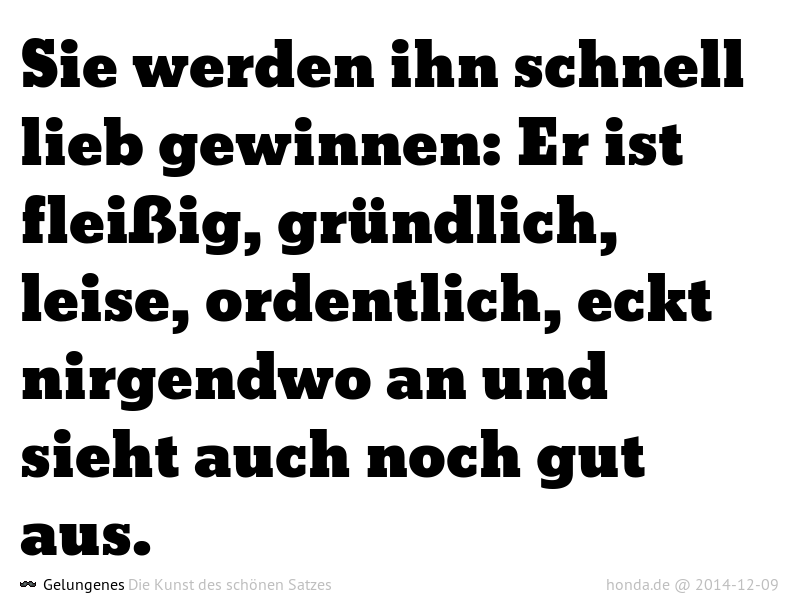 Sie werden ihn schnell
lieb gewinnen: Er ist
fleißig, gründlich,
leise, ordentlich, eckt
nirgendwo an und
sieht auch noch gut
aus.
Gelungenes Die Kunst des schönen Satzes
honda.de @ 2014-12-09